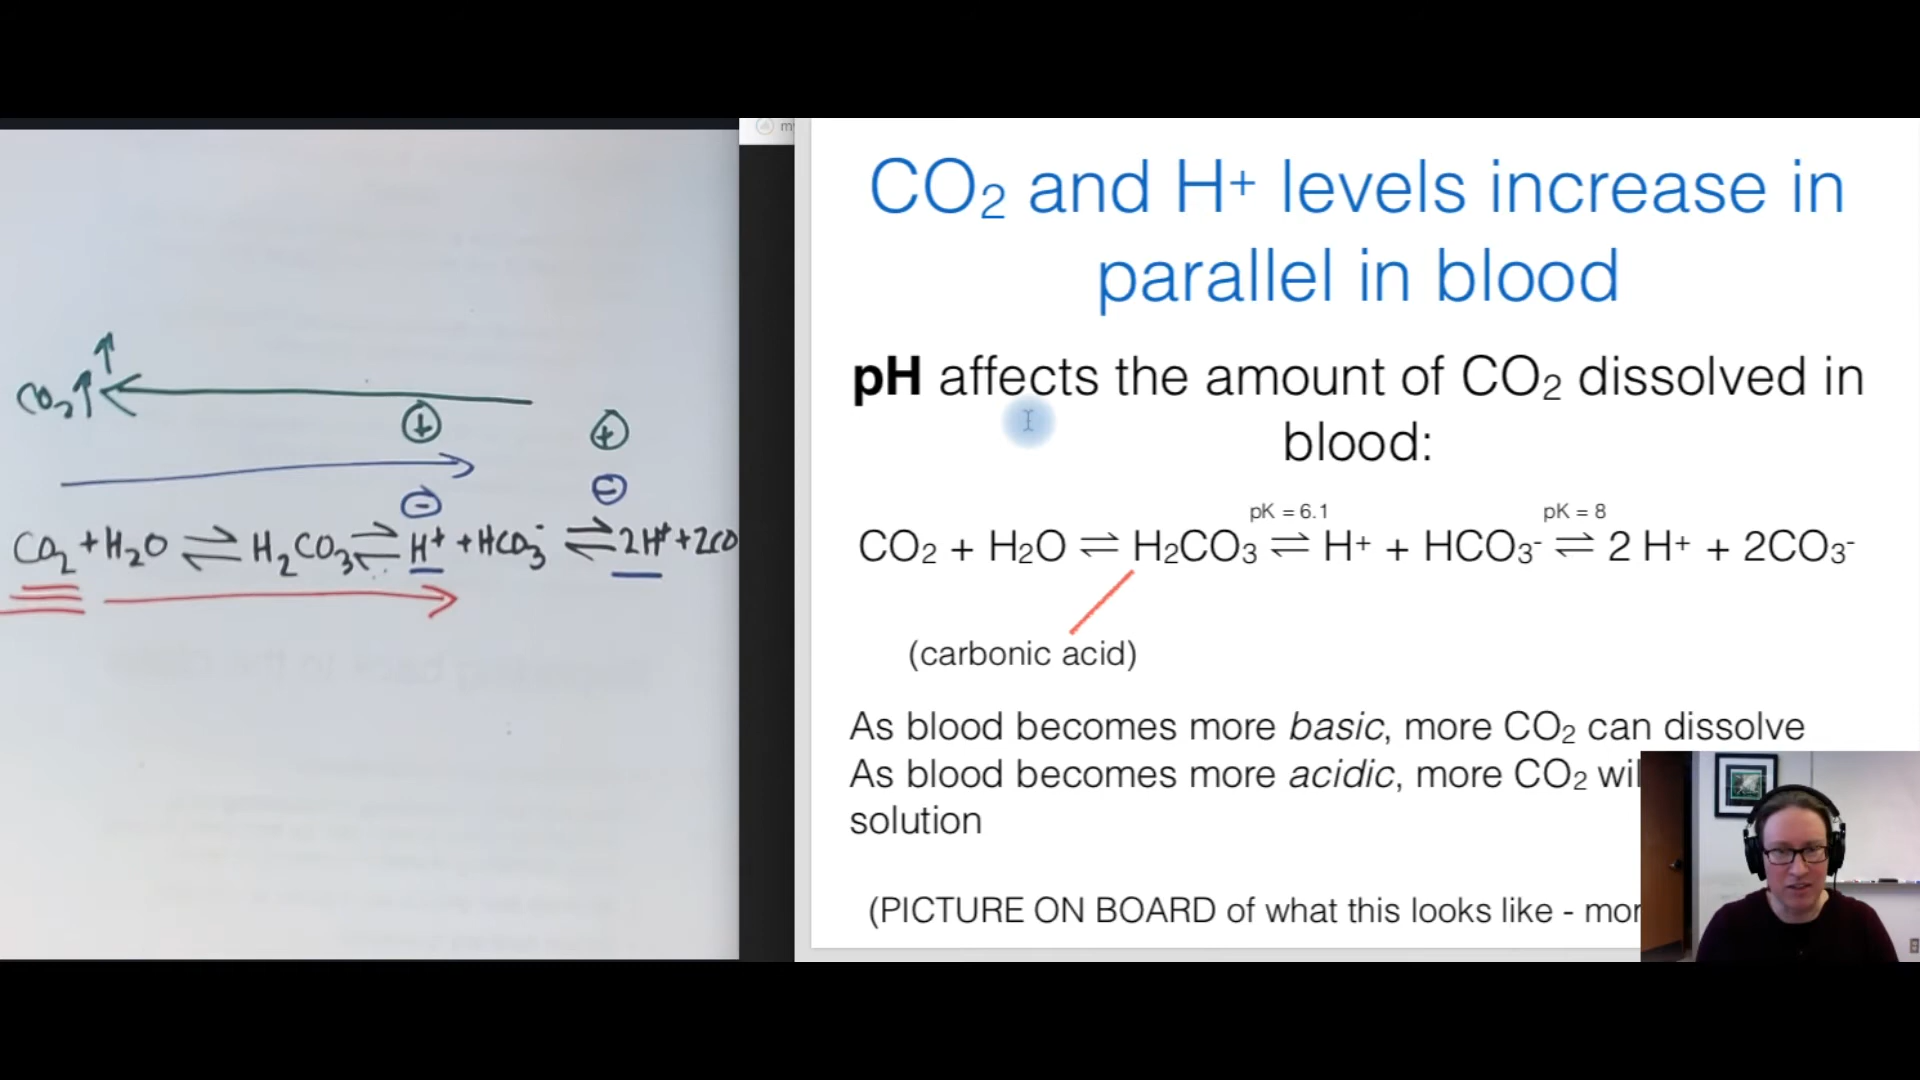 CO₂↑↑
⊕ ⊕
⊖ ⊖
CO₂ + H₂O ⇌ H₂CO₃ ⇌ H⁺ + HCO₃⁻ ⇌ 2H⁺ + 2CO
CO₂ and H⁺ levels increase in
parallel in blood
pH affects the amount of CO₂ dissolved in
blood:
pK = 6.1 pK = 8
CO₂ + H₂O ⇌ H₂CO₃ ⇌ H⁺ + HCO₃⁻ ⇌ 2 H⁺ + 2CO₃⁻
(carbonic acid)
As blood becomes more basic, more CO₂ can dissolve
As blood becomes more acidic, more CO₂
solution
(PICTURE ON BOARD of what this looks like -